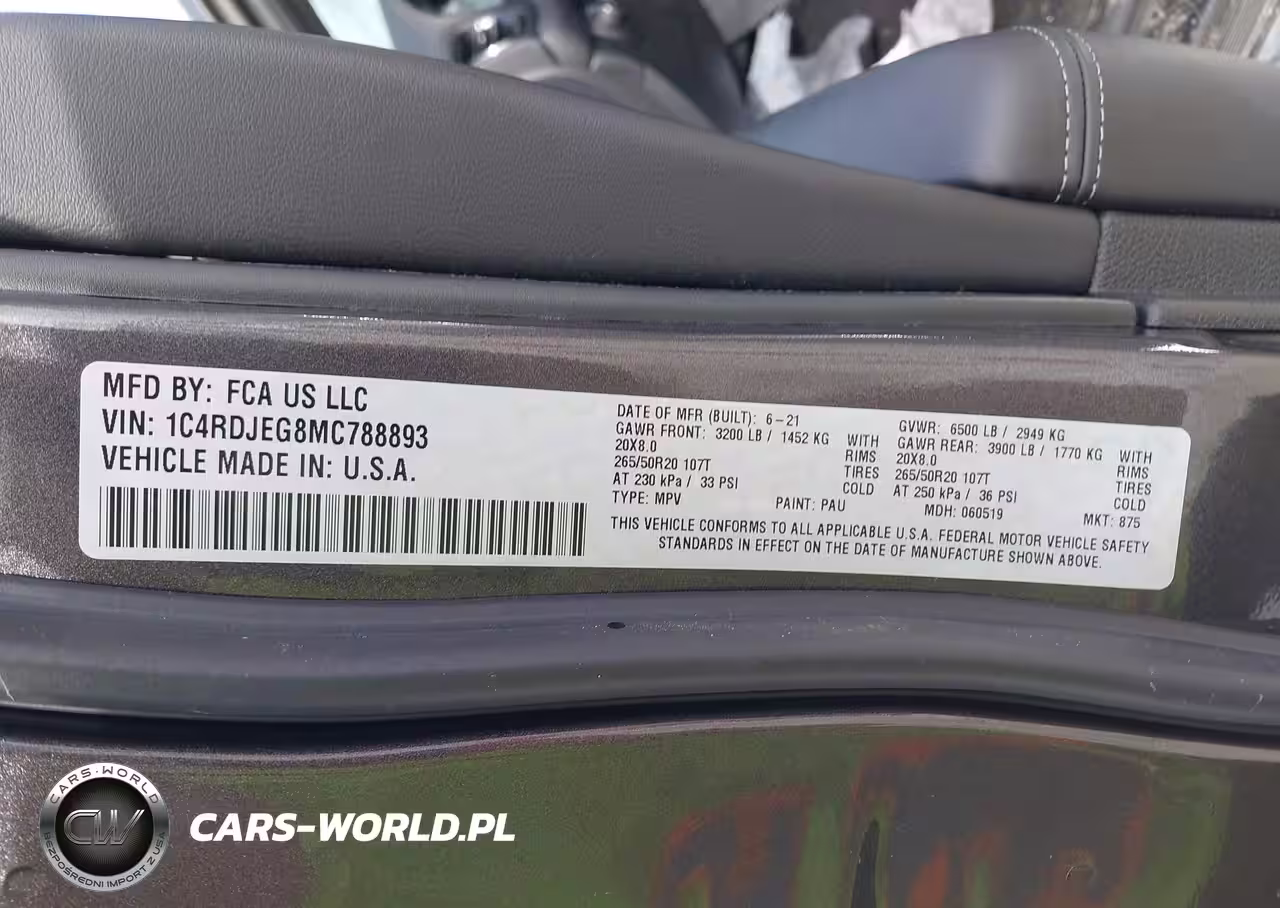 MFD BY: FCA US LLC
VIN: 1C4RDJEG8MC788893
VEHICLE MADE IN: U.S.A.
DATE OF MFR (BUILT): 6-21
GAWR FRONT: 3200 LB / 1452 KG WITH
20X8.0 RIMS
265/50R20 107T TIRES
AT 230 kPa / 33 PSI COLD
TYPE: MPV PAINT: PAU
GVWR: 6500 LB / 2949 KG
GAWR REAR: 3900 LB / 1770 KG WITH
20X8.0 RIMS
265/50R20 107T TIRES
AT 250 kPa / 36 PSI COLD
MDH: 060519 MKT: 875
THIS VEHICLE CONFORMS TO ALL APPLICABLE U.S.A. FEDERAL MOTOR VEHICLE SAFETY
STANDARDS IN EFFECT ON THE DATE OF MANUFACTURE SHOWN ABOVE.
CARS-WORLD
CW
BEZPOŚREDNI IMPORT Z USA
CARS-WORLD.PL